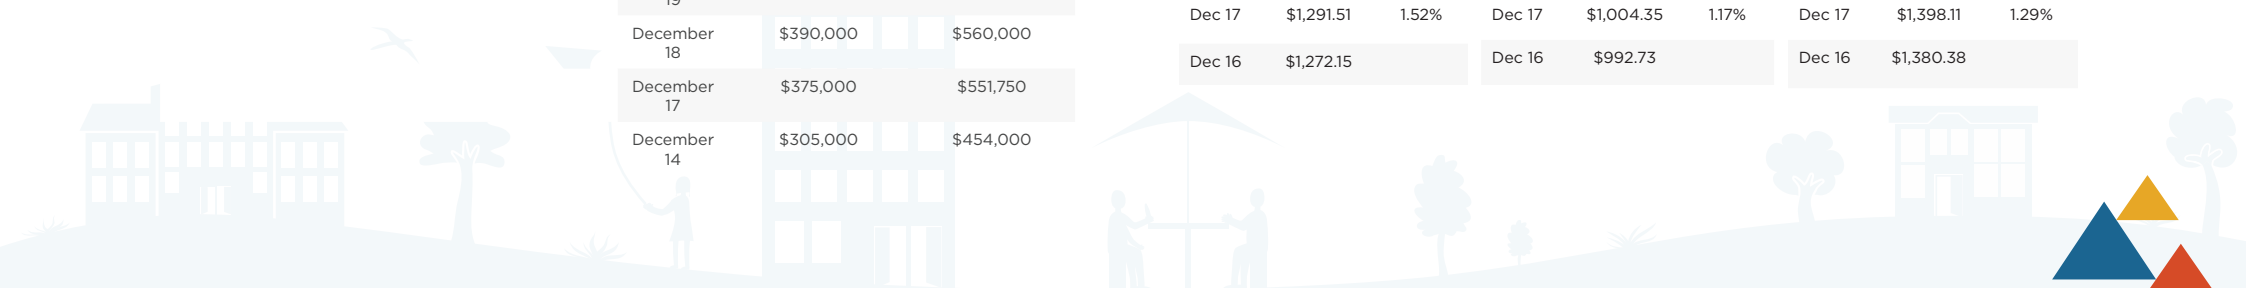 19
December $390,000 $560,000
18
December $375,000 $551,750
17
December $305,000 $454,000
14
Dec 17 $1,291.51 1.52%
Dec 16 $1,272.15
Dec 17 $1,004.35 1.17%
Dec 16 $992.73
Dec 17 $1,398.11 1.29%
Dec 16 $1,380.38